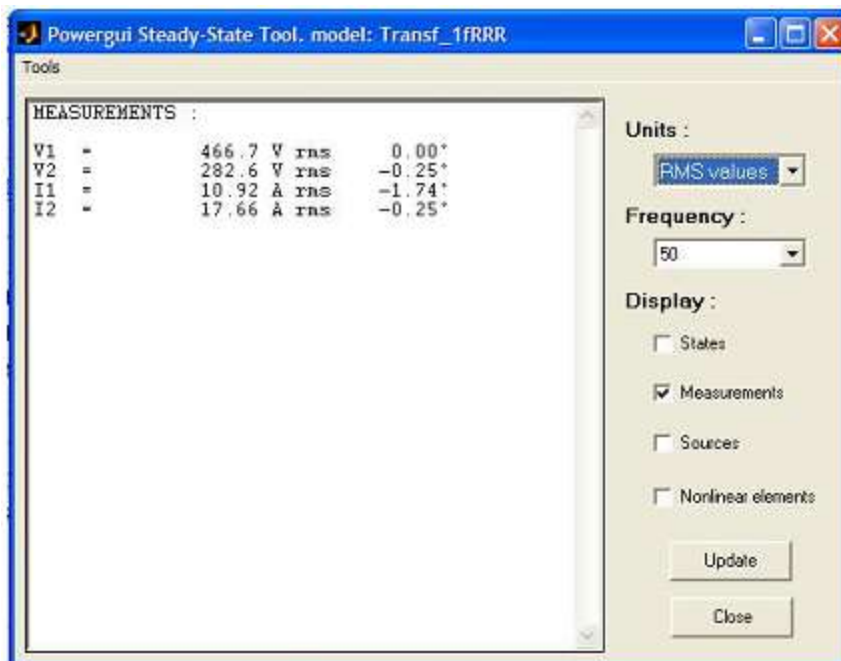 Powergui Steady-State Tool. model: Transf_1fRRR
Tools
MEASUREMENTS :
V1 = 466.7 V rms 0.00°
V2 = 282.6 V rms -0.25°
I1 = 10.92 A rms -1.74°
I2 = 17.66 A rms -0.25°
Units :
RMS values
Frequency :
50
Display :
States
Measurements
Sources
Nonlinear elements
Update
Close